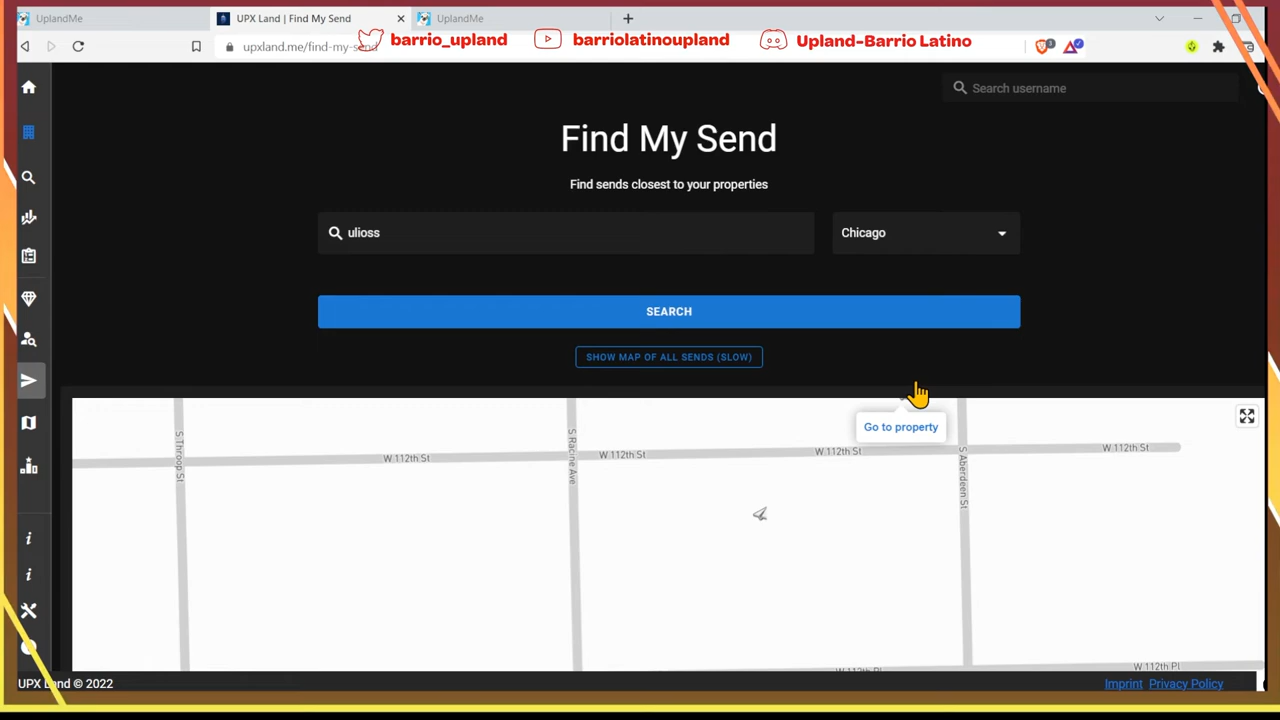 UplandMe
UPX Land | Find My Send
UplandMe
upxland.me/find-my-send
barrio_upland
barriolatinoupland
Upland-Barrio Latino
Search username
Find My Send
Find sends closest to your properties
ulioss
Chicago
SEARCH
SHOW MAP OF ALL SENDS (SLOW)
Go to property
W 112th St
W 112th St
W 112th St
W 112th St
S Throop St
S Racine Ave
S Aberdeen St
W 112th Pl
W 112th Pl
UPX Land © 2022
Imprint
Privacy Policy